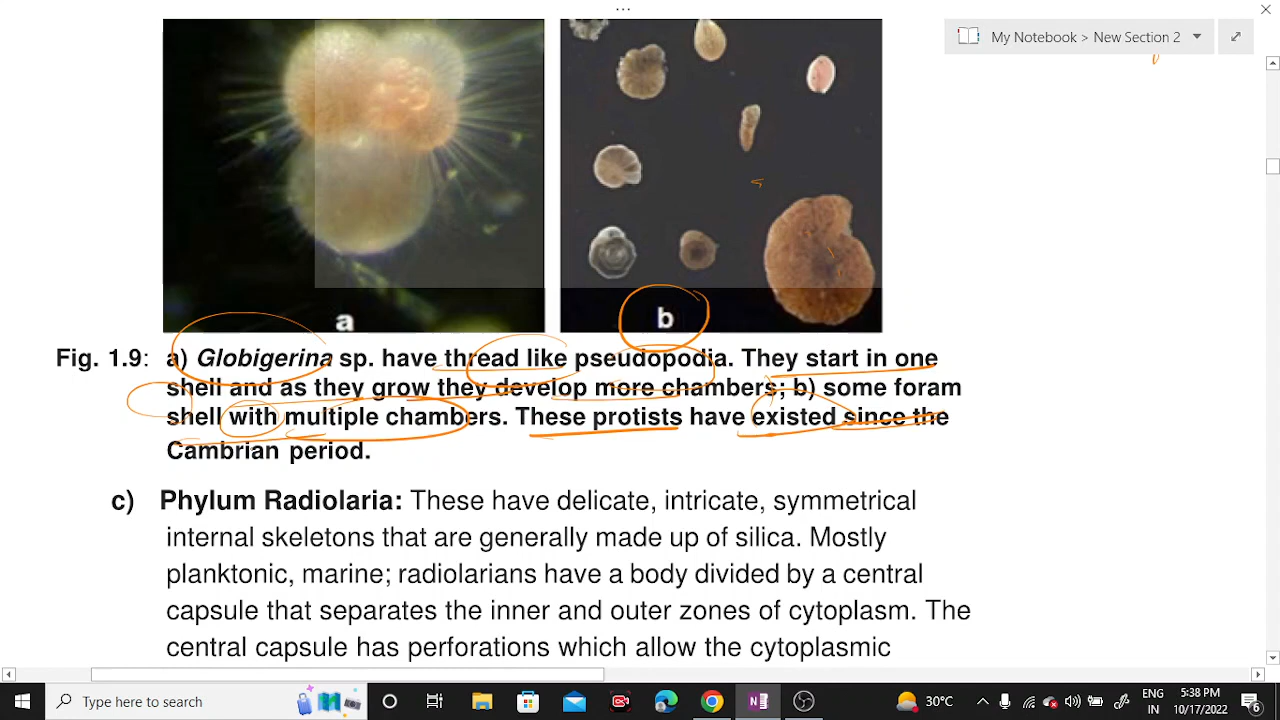 My Notebook > New Section 2
a
b
Fig. 1.9: a) Globigerina sp. have thread like pseudopodia. They start in one
shell and as they grow they develop more chambers; b) some foram
shell with multiple chambers. These protists have existed since the
Cambrian period.
c) Phylum Radiolaria: These have delicate, intricate, symmetrical
internal skeletons that are generally made up of silica. Mostly
planktonic, marine; radiolarians have a body divided by a central
capsule that separates the inner and outer zones of cytoplasm. The
central capsule has perforations which allow the cytoplasmic
Type here to search
30°C
ENG
IN
5:38 PM
10/17/2022
6